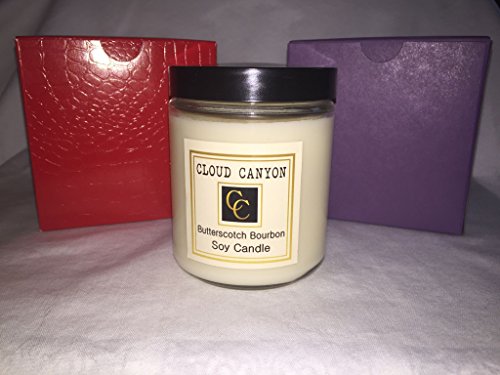 CLOUD CANYON
CC
Butterscotch Bourbon
Soy Candle